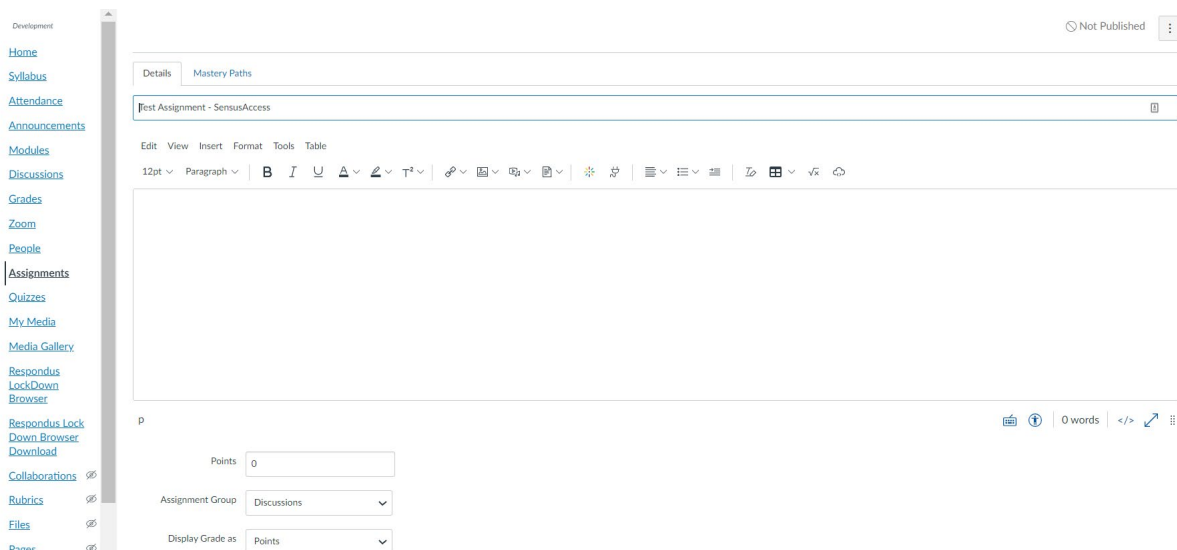 Development
Home
Syllabus
Attendance
Announcements
Modules
Discussions
Grades
Zoom
People
Assignments
Quizzes
My Media
Media Gallery
Respondus
LockDown
Browser
Respondus Lock
Down Browser
Download
Collaborations
Rubrics
Files
Pages
Not Published
Details Mastery Paths
Test Assignment - SensusAccess
Edit View Insert Format Tools Table
12pt Paragraph B I U A T²
p 0 words </>
Points 0
Assignment Group Discussions
Display Grade as Points